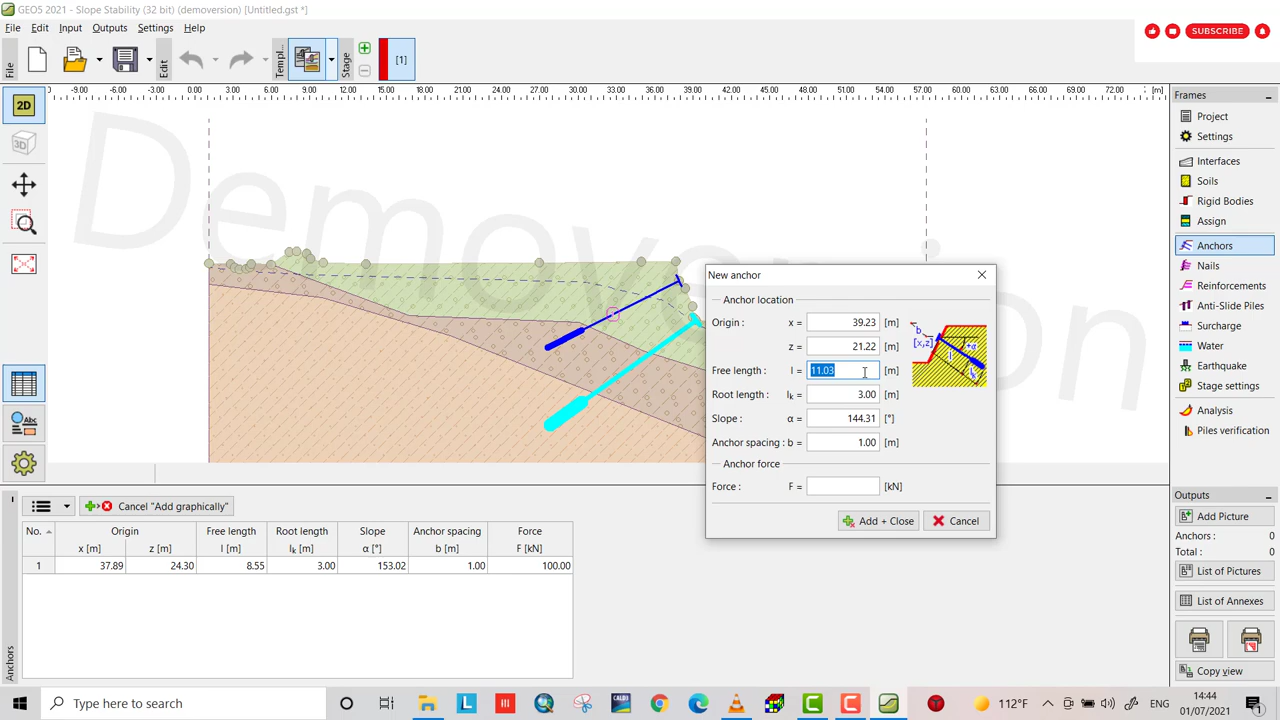 GEO5 2021 - Slope Stability (32 bit) (demoversion) [Untitled.gst *]
File Edit Input Outputs Settings Help
SUBSCRIBE
File Edit Templ... Stage [1]
-9.00 -6.00 -3.00 0.00 3.00 6.00 9.00 12.00 15.00 18.00 21.00 24.00 27.00 30.00 33.00 36.00 39.00 42.00 45.00 48.00 51.00 54.00 57.00 60.00 63.00 66.00 69.00 72.00 [m]
2D
3D
Demoversion
New anchor
Anchor location
Origin : x = 39.23 [m]
z = 21.22 [m]
Free length : l = 11.03 [m]
Root length : lk = 3.00 [m]
Slope : α = 144.31 [°]
Anchor spacing : b = 1.00 [m]
Anchor force
Force : F = [kN]
b
[x,z]
+α
l
lk
Add + Close Cancel
Frames
Project
Settings
Interfaces
Soils
Rigid Bodies
Assign
Anchors
Nails
Reinforcements
Anti-Slide Piles
Surcharge
Water
Earthquake
Stage settings
Analysis
Piles verification
Abc
Cancel "Add graphically"
No. Origin Free length Root length Slope Anchor spacing Force
x [m] z [m] l [m] lk [m] α [°] b [m] F [kN]
1 37.89 24.30 8.55 3.00 153.02 1.00 100.00
Anchors
Outputs
Add Picture
Anchors : 0
Total : 0
List of Pictures
List of Annexes
Copy view
Type here to search
112°F
14:44
01/07/2021